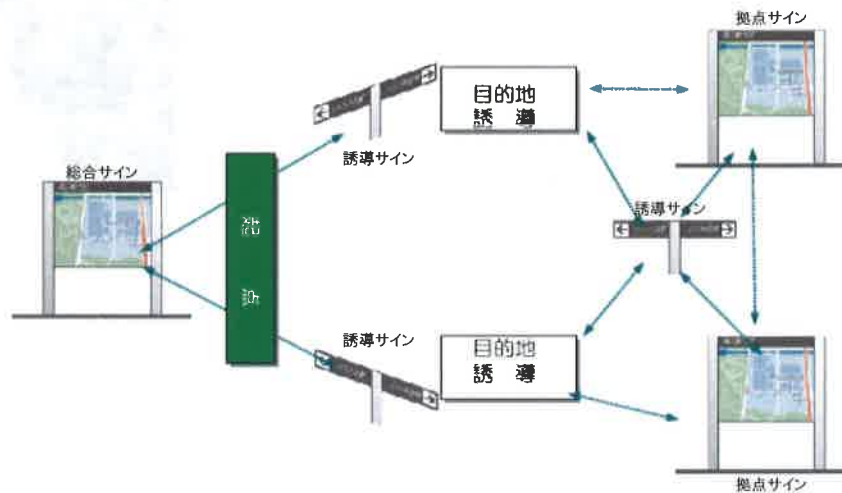 拠点サイン
目的地
誘 導
誘導サイン
総合サイン
起
点
誘導サイン
誘導サイン
目的地
誘 導
拠点サイン